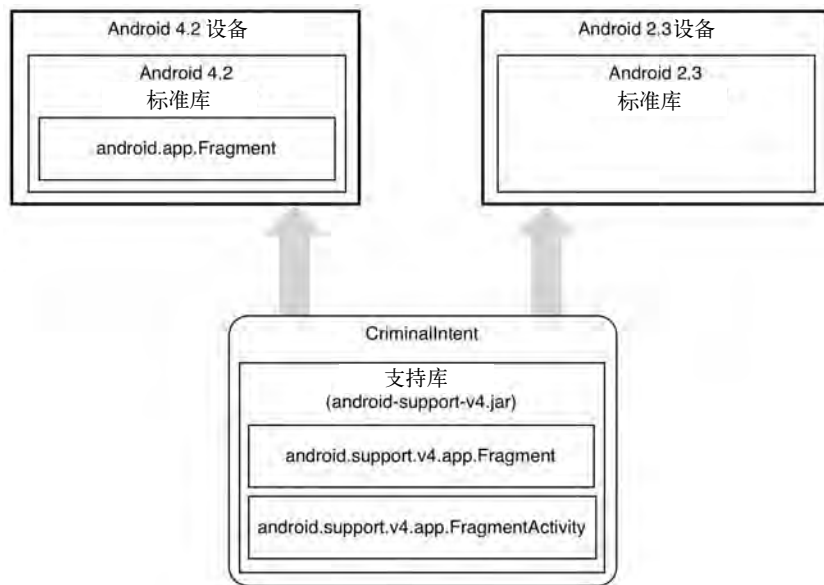 Android 4.2 设备
Android 4.2
标准库
android.app.Fragment
Android 2.3设备
Android 2.3
标准库
CriminalIntent
支持库
(android-support-v4.jar)
android.support.v4.app.Fragment
android.support.v4.app.FragmentActivity